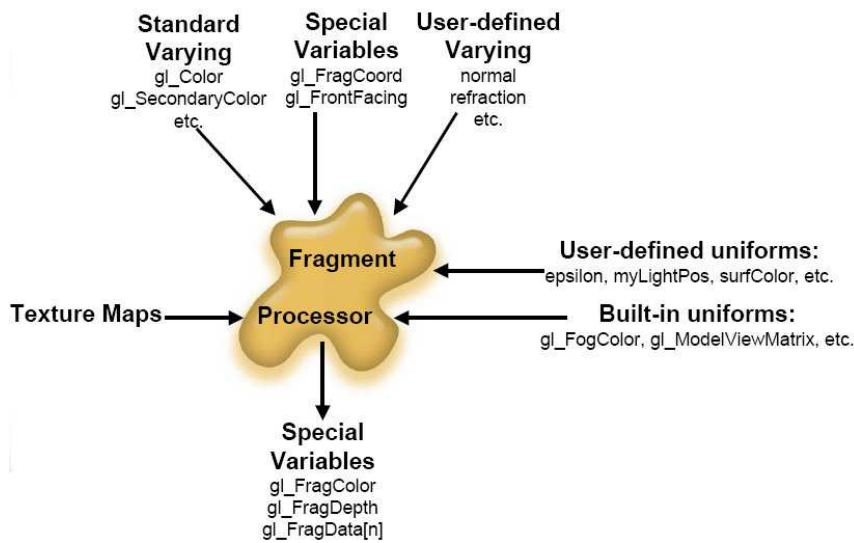 Standard
Varying
gl_Color
gl_SecondaryColor
etc.
Special
Variables
gl_FragCoord
gl_FrontFacing
User-defined
Varying
normal
refraction
etc.
Fragment
Processor
Texture Maps
User-defined uniforms:
epsilon, myLightPos, surfColor, etc.
Built-in uniforms:
gl_FogColor, gl_ModelViewMatrix, etc.
Special
Variables
gl_FragColor
gl_FragDepth
gl_FragData[n]